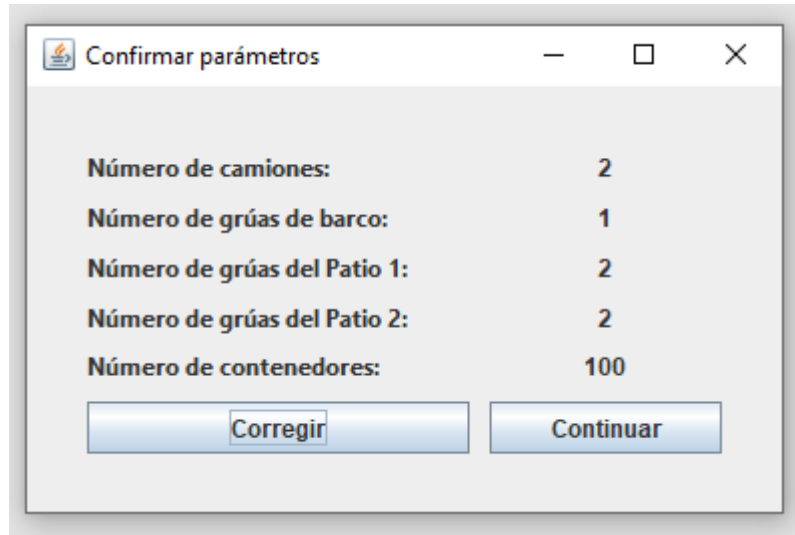 Confirmar parámetros
Número de camiones: 2
Número de grúas de barco: 1
Número de grúas del Patio 1: 2
Número de grúas del Patio 2: 2
Número de contenedores: 100
Corregir Continuar